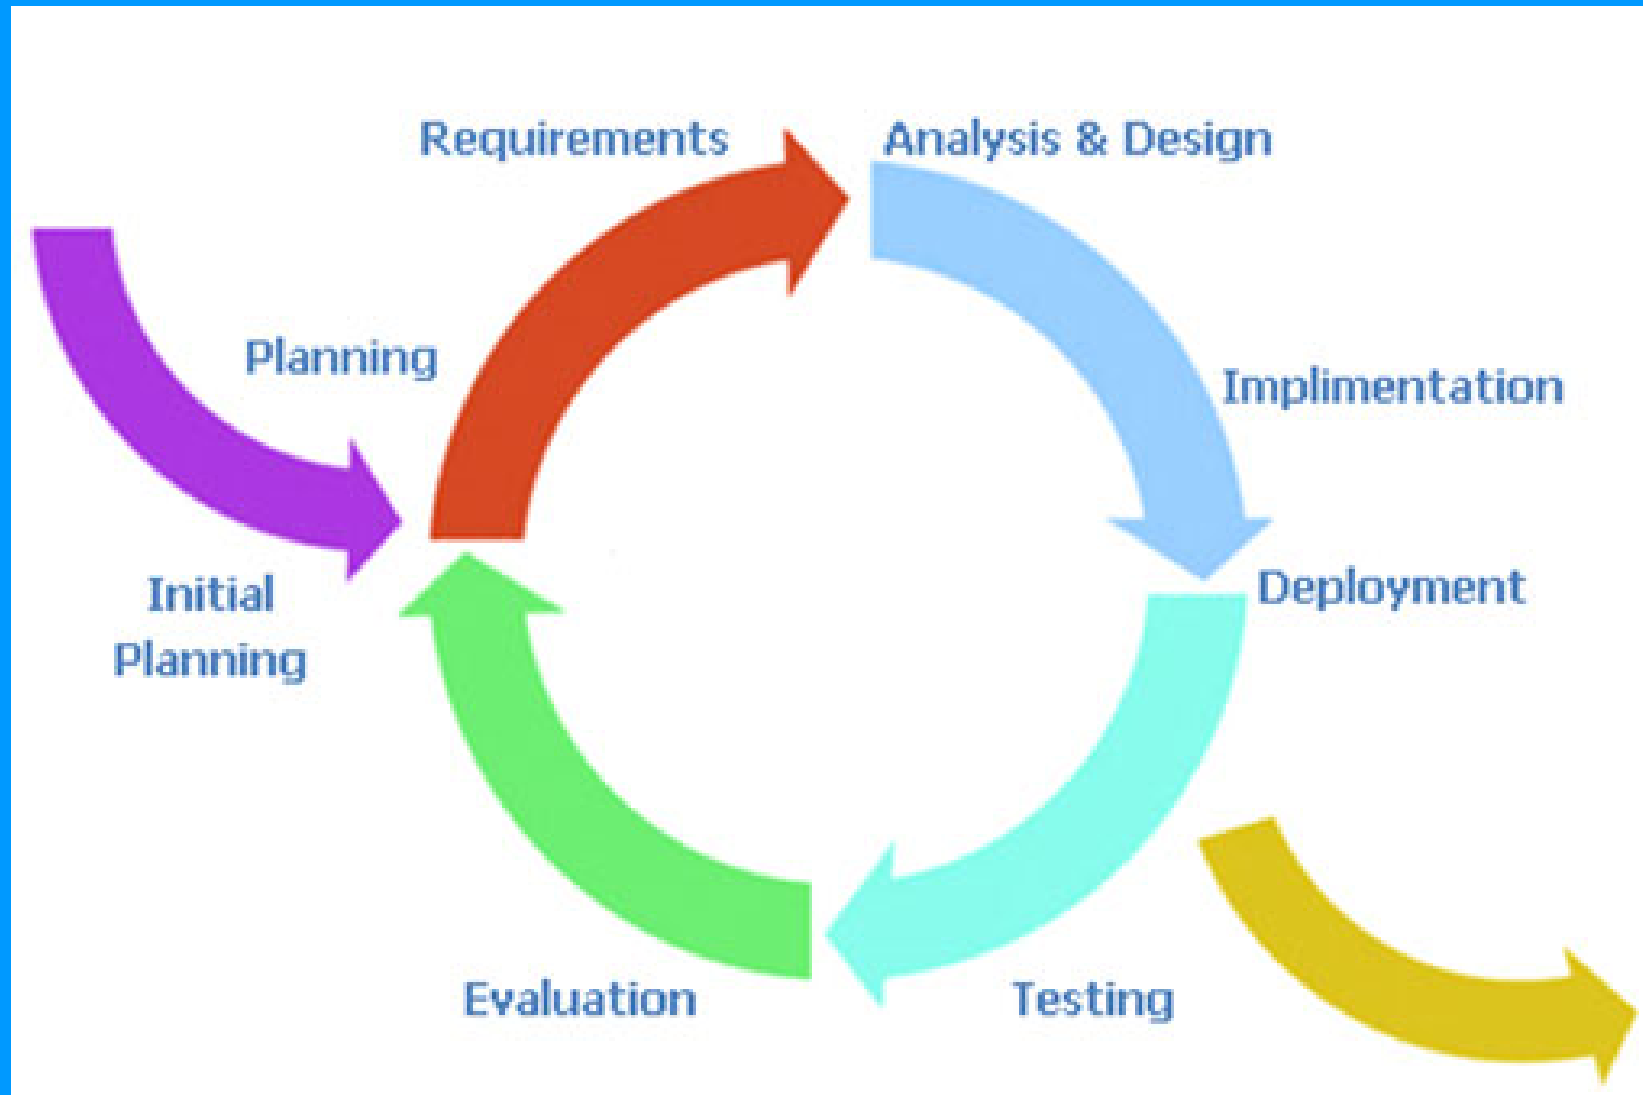 Requirements
Analysis & Design
Planning
Implimentation
Initial
Planning
Deployment
Evaluation
Testing